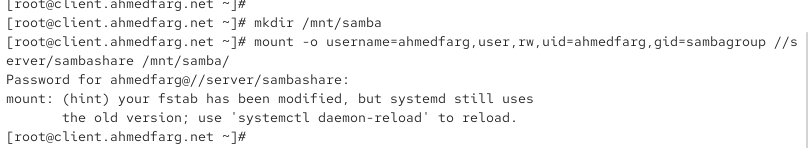 [root@client.ahmedfarg.net ~]#
[root@client.ahmedfarg.net ~]# mkdir /mnt/samba
[root@client.ahmedfarg.net ~]# mount -o username=ahmedfarg,user,rw,uid=ahmedfarg,gid=sambagroup //s
erver/sambashare /mnt/samba/
Password for ahmedfarg@//server/sambashare:
mount: (hint) your fstab has been modified, but systemd still uses
       the old version; use 'systemctl daemon-reload' to reload.
[root@client.ahmedfarg.net ~]#